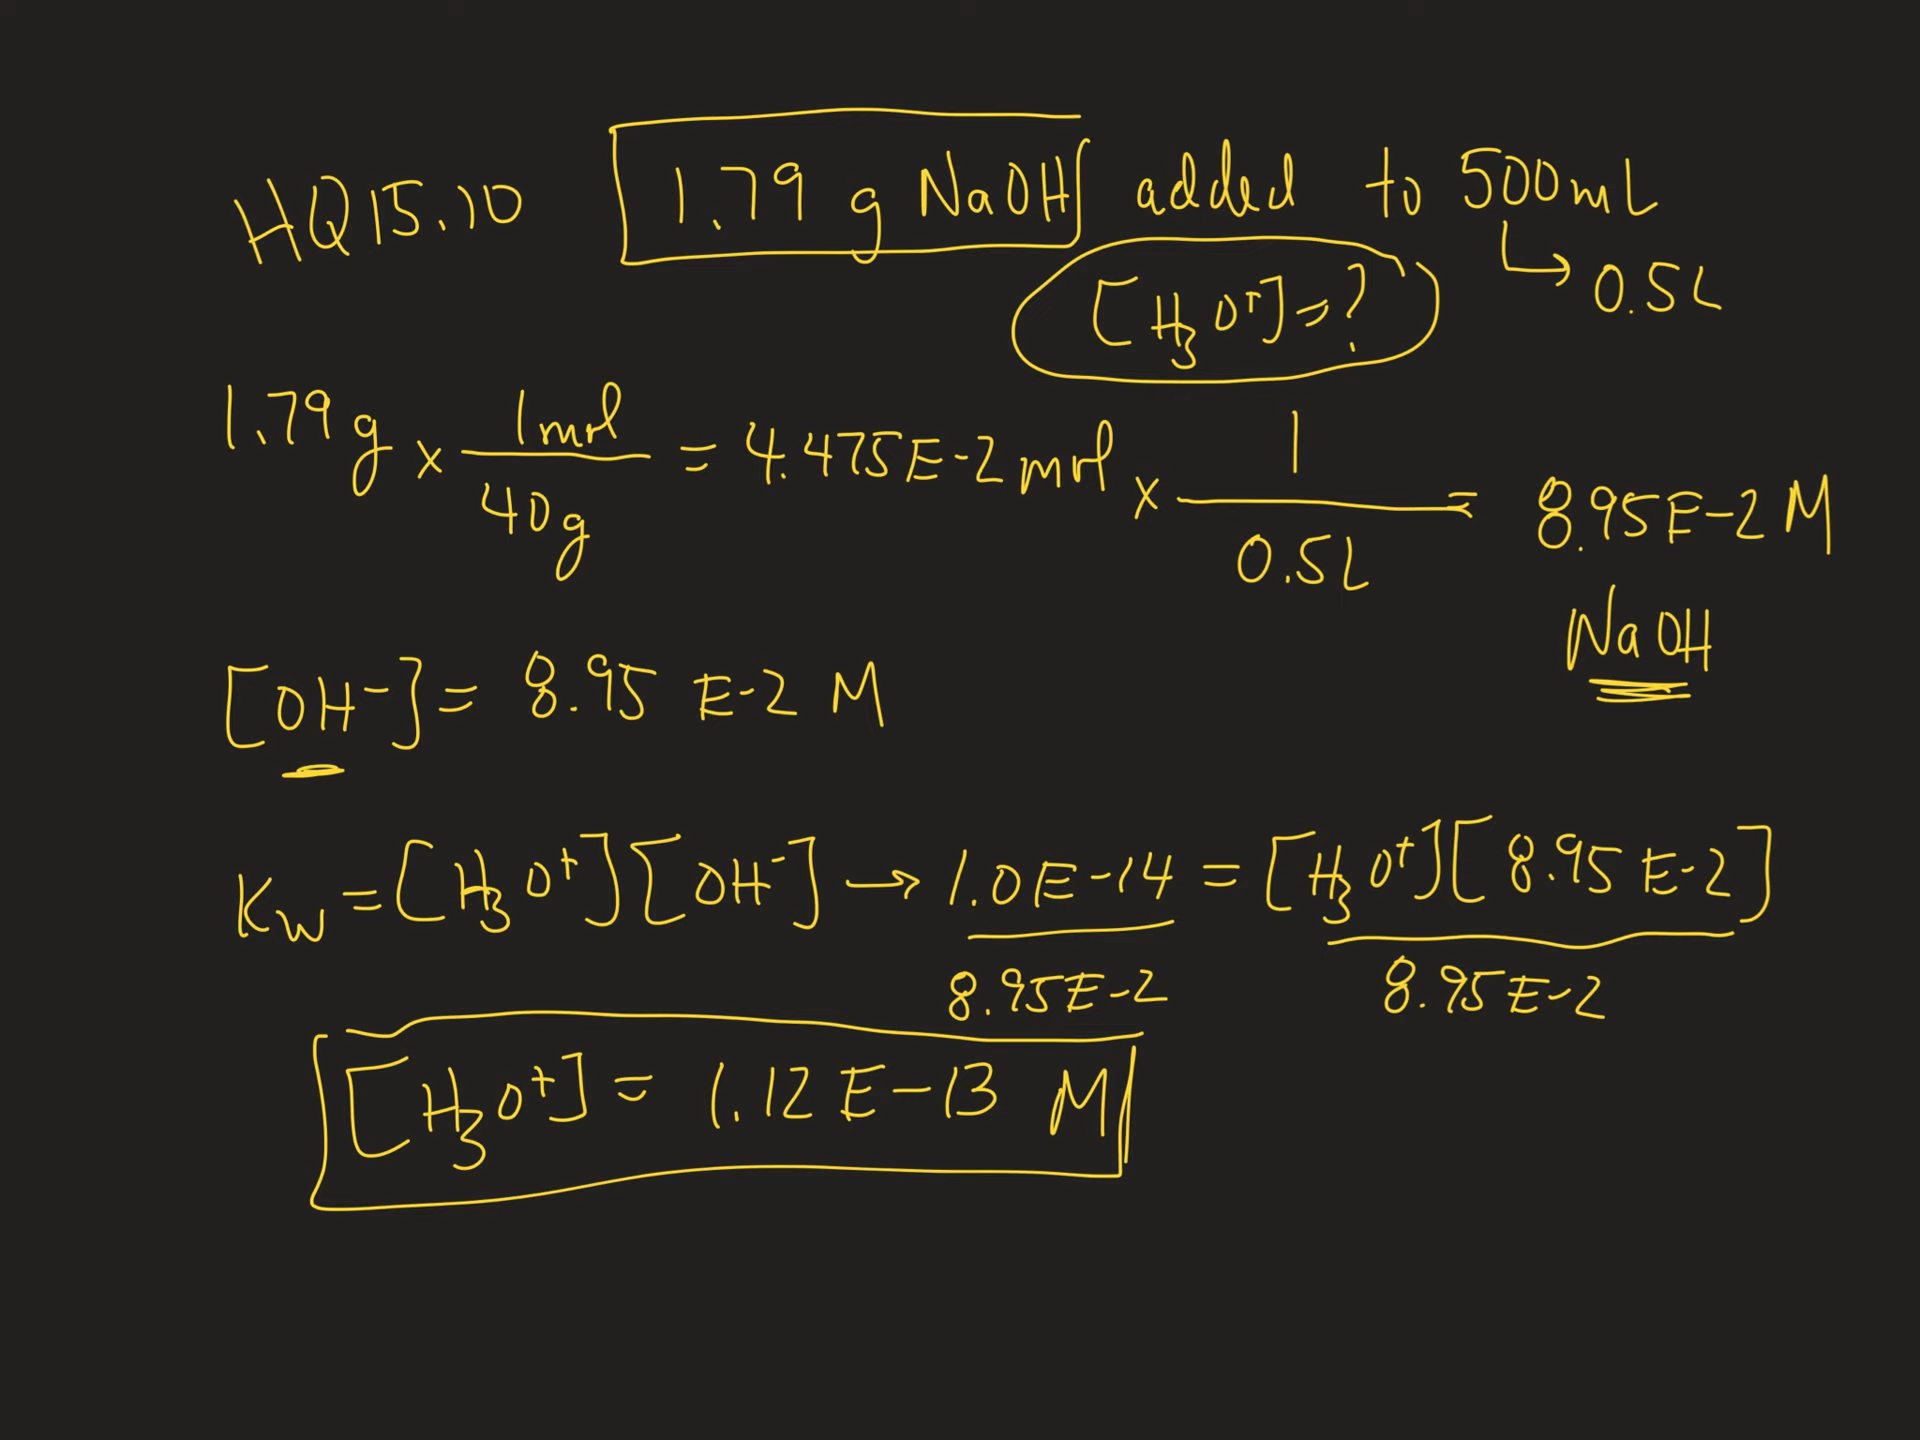 HQ15.10 1.79 g NaOH added to 500mL
↳ 0.5L
[H₃O⁺]=?
1.79g x 1mol/40g = 4.475E-2 mol x 1/0.5L = 8.95E-2 M
NaOH
[OH⁻] = 8.95 E-2 M
Kw = [H₃O⁺][OH⁻] → 1.0E-14 = [H₃O⁺][8.95 E-2]
8.95E-2 8.95E-2
[H₃O⁺] = 1.12 E-13 M